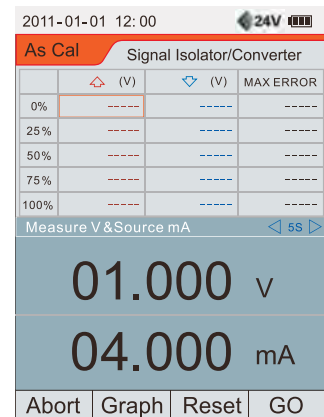 2011-01-01 12:00 24V
As Cal Signal Isolator/Converter
(V) (V) MAX ERROR
0% ----- ----- -----
25% ----- ----- -----
50% ----- ----- -----
75% ----- ----- -----
100% ----- ----- -----
Measure V&Source mA 5S
01.000 V
04.000 mA
Abort Graph Reset GO